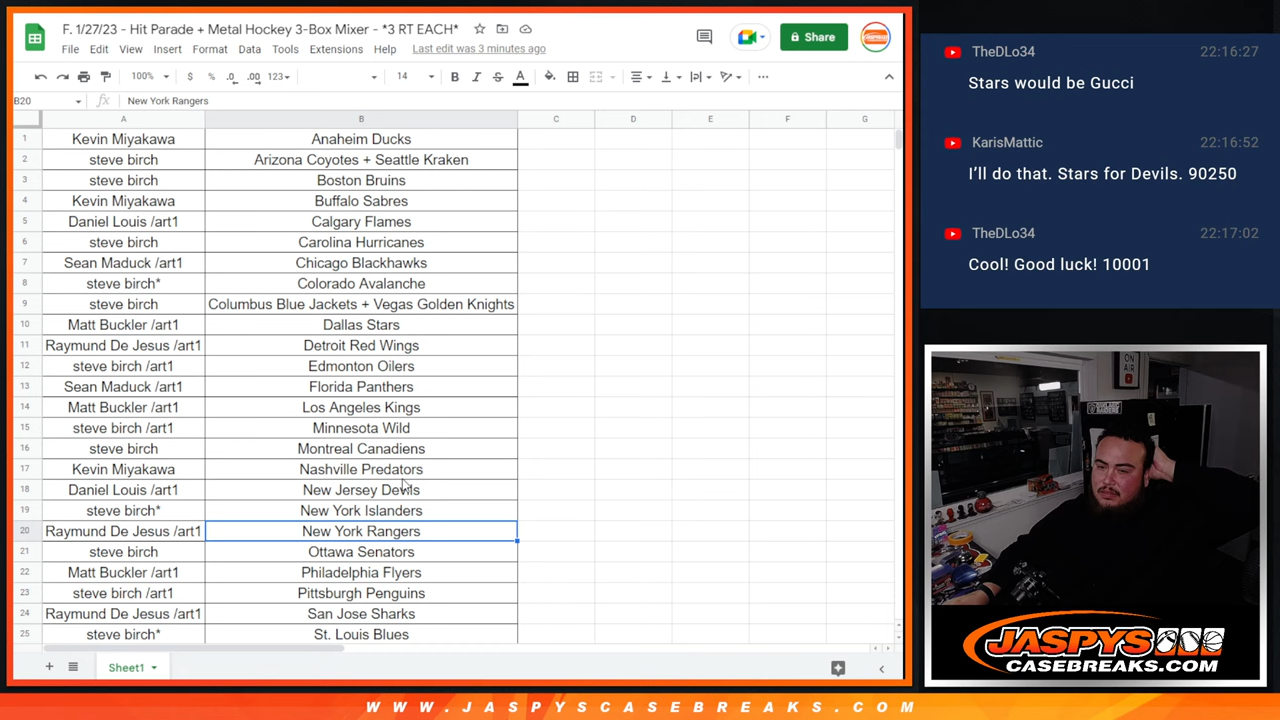 F. 1/27/23 - Hit Parade + Metal Hockey 3-Box Mixer - *3 RT EACH*
File Edit View Insert Format Data Tools Extensions Help Last edit was 3 minutes ago
Share
100% $ % .0 .00 123 14 B I S A
B20 fx New York Rangers
A B C D E F G
1 Kevin Miyakawa Anaheim Ducks
2 steve birch Arizona Coyotes + Seattle Kraken
3 steve birch Boston Bruins
4 Kevin Miyakawa Buffalo Sabres
5 Daniel Louis /art1 Calgary Flames
6 steve birch Carolina Hurricanes
7 Sean Maduck /art1 Chicago Blackhawks
8 steve birch* Colorado Avalanche
9 steve birch Columbus Blue Jackets + Vegas Golden Knights
10 Matt Buckler /art1 Dallas Stars
11 Raymund De Jesus /art1 Detroit Red Wings
12 steve birch /art1 Edmonton Oilers
13 Sean Maduck /art1 Florida Panthers
14 Matt Buckler /art1 Los Angeles Kings
15 steve birch /art1 Minnesota Wild
16 steve birch Montreal Canadiens
17 Kevin Miyakawa Nashville Predators
18 Daniel Louis /art1 New Jersey Devils
19 steve birch* New York Islanders
20 Raymund De Jesus /art1 New York Rangers
21 steve birch Ottawa Senators
22 Matt Buckler /art1 Philadelphia Flyers
23 steve birch /art1 Pittsburgh Penguins
24 Raymund De Jesus /art1 San Jose Sharks
25 steve birch* St. Louis Blues
Sheet1
TheDLo34 22:16:27
Stars would be Gucci
KarisMattic 22:16:52
I'll do that. Stars for Devils. 90250
TheDLo34 22:17:02
Cool! Good luck! 10001
ON AIR
JASPYS
CASEBREAKS.COM
WWW.JASPYSCASEBREAKS.COM